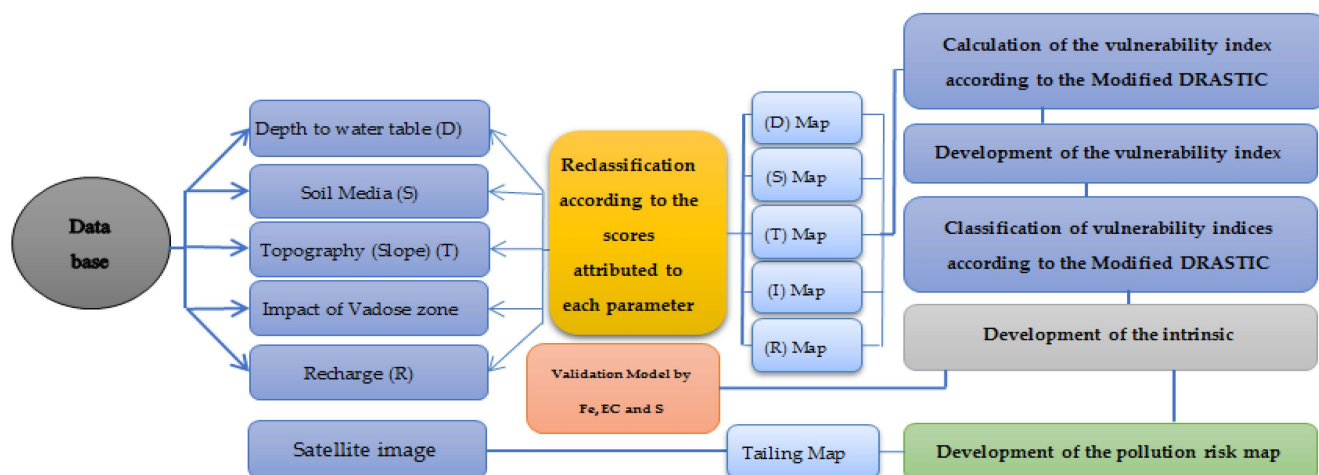 Data
base
Depth to water table (D)
Soil Media (S)
Topography (Slope) (T)
Impact of Vadose zone
Recharge (R)
Satellite image
Reclassification
according to the
scores
attributed to
each parameter
Validation Model by
Fe, EC and S
(D) Map
(S) Map
(T) Map
(I) Map
(R) Map
Tailing Map
Calculation of the vulnerability index
according to the Modified DRASTIC
Development of the vulnerability index
Classification of vulnerability indices
according to the Modified DRASTIC
Development of the intrinsic
Development of the pollution risk map